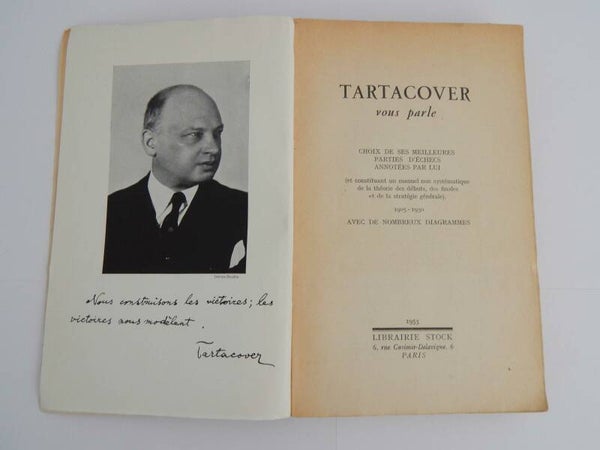 Nous construisons les victoires; les
victoires nous modèlent.
Tartacover
TARTACOVER
vous parle
CHOIX DE SES MEILLEURES
PARTIES D'ÉCHECS
ANNOTÉES PAR LUI
(et constituant un manuel non systématique
de la théorie des débuts, des finales
et de la stratégie générale).
1905-1950
AVEC DE NOMBREUX DIAGRAMMES
1953
LIBRAIRIE STOCK
6, rue Casimir-Delavigne, 6
PARIS